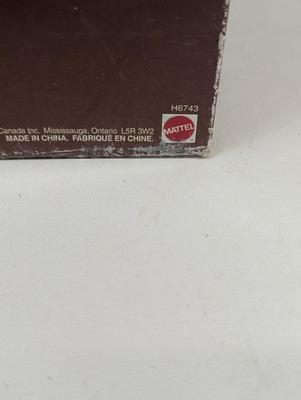 H6743
Canada Inc. Mississauga, Ontario L5R 3W2
MADE IN CHINA. FABRIQUÉ EN CHINE.
MATTEL